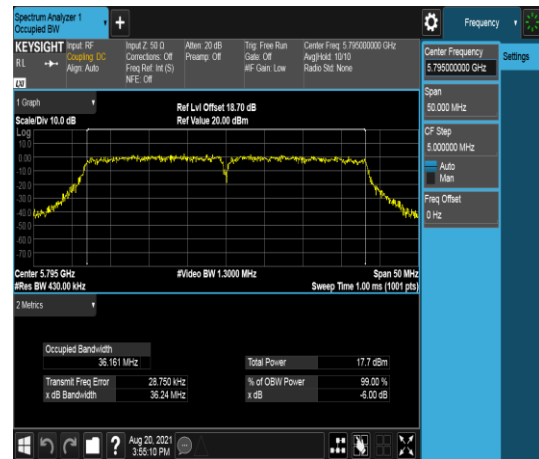 Spectrum Analyzer 1
Occupied BW
+
Frequency
KEYSIGHT
Input: RF
Input Z: 50 Ω
Atten: 20 dB
Trig: Free Run
Center Freq: 5.795000000 GHz
RL
Coupling: DC
Corrections: Off
Preamp: Off
Gate: Off
Avg|Hold: 10/10
Align: Auto
Freq Ref: Int (S)
#IF Gain: Low
Radio Std: None
NFE: Off
LXI
Center Frequency
5.795000000 GHz
Settings
Span
50.000 MHz
CF Step
5.000000 MHz
Auto
Man
Freq Offset
0 Hz
1 Graph
Ref Lvl Offset 18.70 dB
Scale/Div 10.0 dB
Ref Value 20.00 dBm
Log
10.0
0.00
-10.0
-20.0
-30.0
-40.0
-50.0
-60.0
-70.0
Center 5.795 GHz
#Video BW 1.3000 MHz
Span 50 MHz
#Res BW 430.00 kHz
Sweep Time 1.00 ms (1001 pts)
2 Metrics
Occupied Bandwidth
36.161 MHz
Total Power
17.7 dBm
Transmit Freq Error
28.750 kHz
% of OBW Power
99.00 %
x dB Bandwidth
36.24 MHz
x dB
-6.00 dB
?
Aug 20, 2021
3:55:10 PM